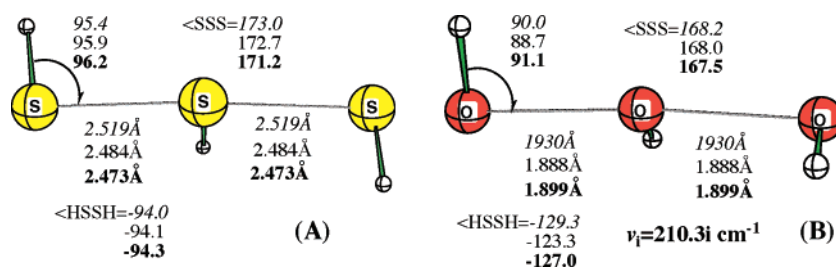 95.4
95.9
96.2
<SSS=173.0
172.7
171.2
S
S
S
2.519Å
2.484Å
2.473Å
2.519Å
2.484Å
2.473Å
<HSSH=-94.0
-94.1
-94.3
(A)
90.0
88.7
91.1
<SSS=168.2
168.0
167.5
O
O
O
1930Å
1.888Å
1.899Å
1930Å
1.888Å
1.899Å
<HSSH=-129.3
-123.3
-127.0
νi=210.3i cm-1
(B)